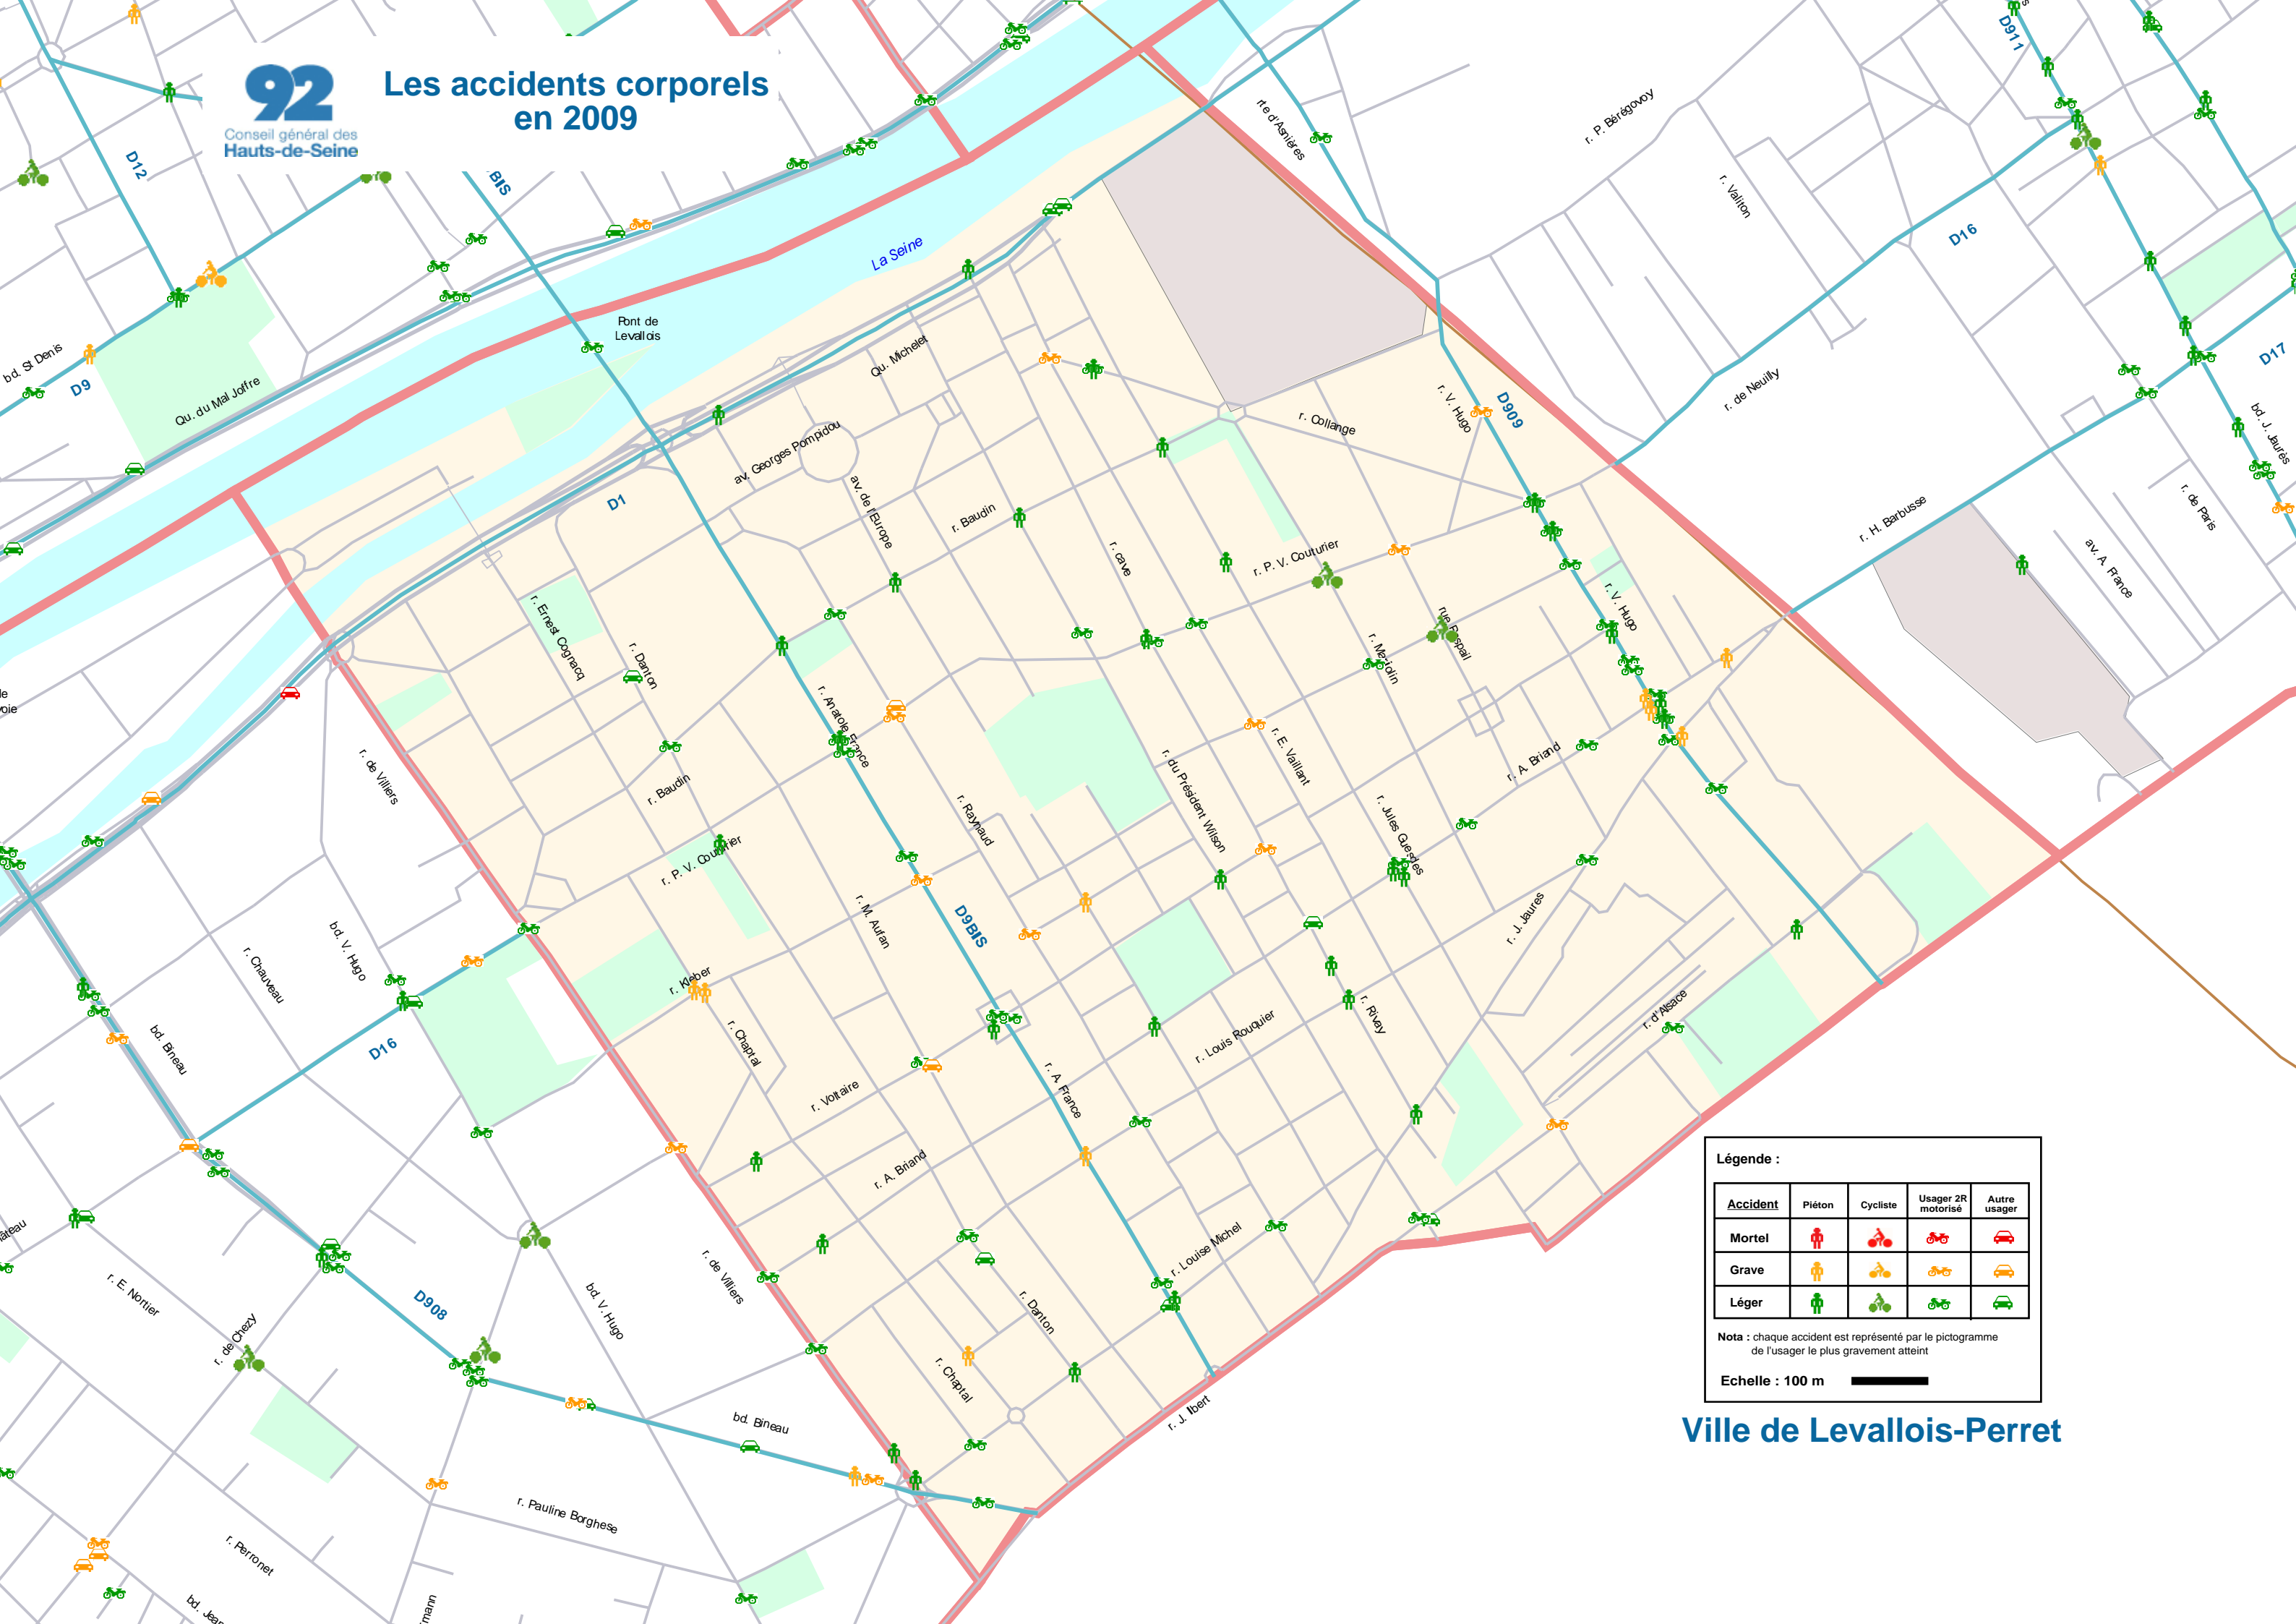 92
Conseil général des
Hauts-de-Seine
Les accidents corporels
en 2009
D12
BIS
La Seine
rte d'Asnières
r. P. Bérégovoy
r. Valiton
D911
D16
D17
bd. St Denis
D9
Qu. du Mal Joffre
Pont de
Levallois
Qu. Michelet
r. Collange
r. V. Hugo
D909
r. de Neuilly
bd. J. Jaurès
r. de Paris
r. H. Barbusse
av. A. France
D1
av. Georges Pompidou
av. de l'Europe
r. Baudin
r. cave
r. P. V. Couturier
r. Ernest Cognacq
r. Danton
r. Marjolin
rue Raspail
r. V. Hugo
r. Anatole France
r. de Villiers
r. Baudin
r. Raynaud
r. du Président Wilson
r. E. Vaillant
r. A. Briand
r. Jules Guesdes
r. P. V. Couturier
r. M. Aufan
D9BIS
r. J. Jaures
bd. V. Hugo
r. Chauveau
r. Kleber
bd. Bineau
D16
r. Chaptal
r. Voltaire
r. A. France
r. Louis Rouquier
r. Rivay
r. d'Alsace
r. A. Briand
r. Louise Michel
r. de Villiers
r. E. Nortier
D908
r. de Chezy
bd. V. Hugo
r. Danton
r. Chaptal
r. J. Ibert
bd. Bineau
r. Pauline Borghese
r. Perronet
bd. Jean
Légende :
Accident Piéton Cycliste Usager 2R motorisé Autre usager
Mortel
Grave
Léger
Nota : chaque accident est représenté par le pictogramme
de l'usager le plus gravement atteint
Echelle : 100 m
Ville de Levallois-Perret